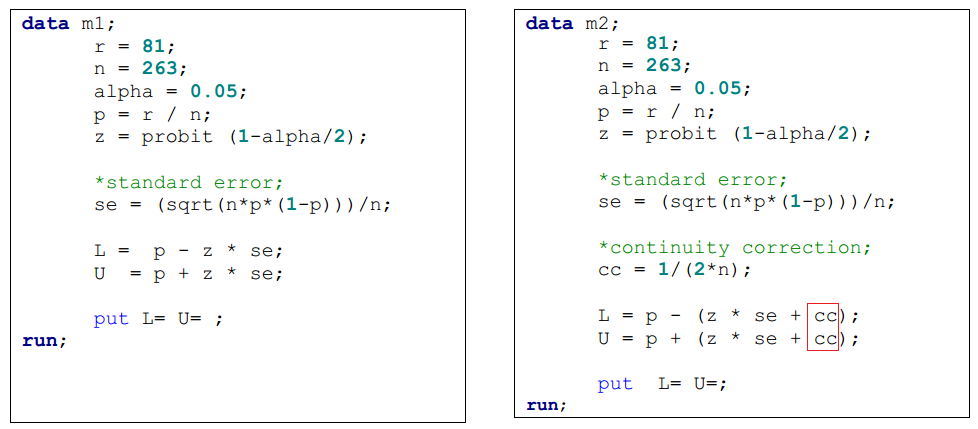 data m1;
r = 81;
n = 263;
alpha = 0.05;
p = r / n;
z = probit (1-alpha/2);
*standard error;
se = (sqrt(n*p*(1-p)))/n;
L =  p - z * se;
U  = p + z * se;
put L= U= ;
run;
data m2;
r = 81;
n = 263;
alpha = 0.05;
p = r / n;
z = probit (1-alpha/2);
*standard error;
se = (sqrt(n*p*(1-p)))/n;
*continuity correction;
cc = 1/(2*n);
L = p - (z * se + cc);
U = p + (z * se + cc);
put  L= U=;
run;